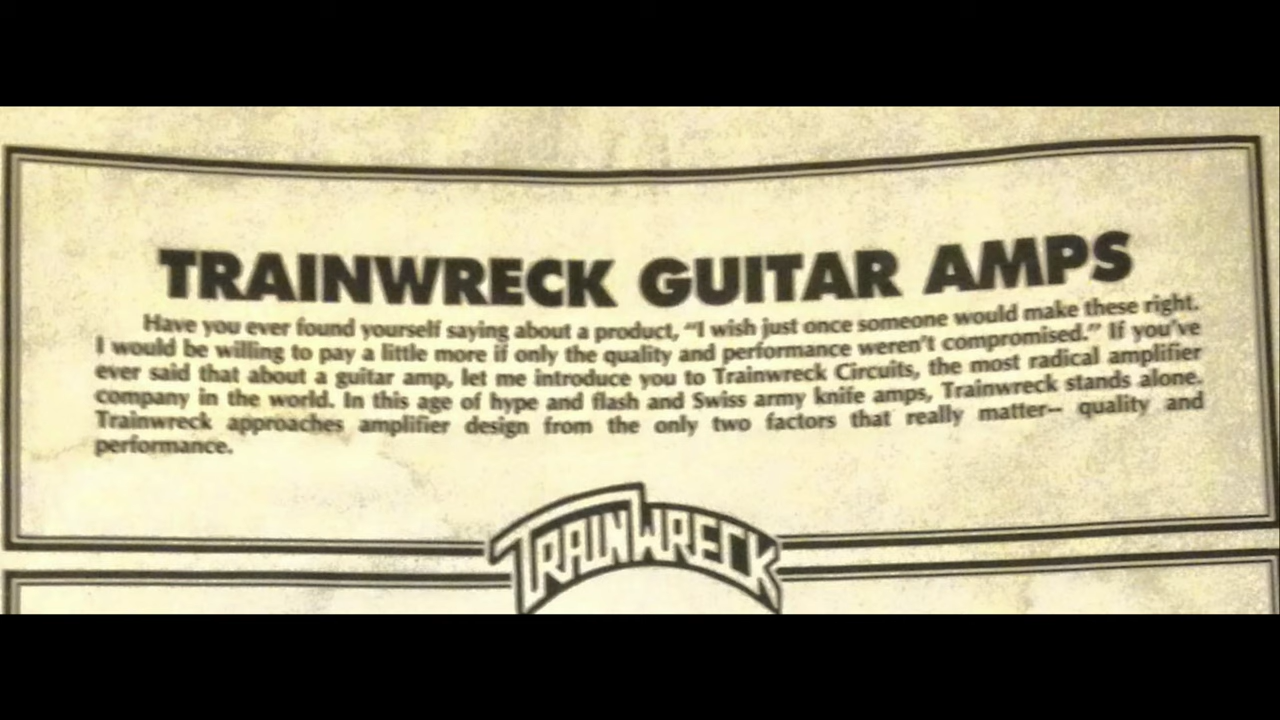 TRAINWRECK GUITAR AMPS
Have you ever found yourself saying about a product, “I wish just once someone would make these right.
I would be willing to pay a little more if only the quality and performance weren't compromised.” If you've
ever said that about a guitar amp, let me introduce you to Trainwreck Circuits, the most radical amplifier
company in the world. In this age of hype and flash and Swiss army knife amps, Trainwreck stands alone.
Trainwreck approaches amplifier design from the only two factors that really matter-- quality and
performance.
TRAINWRECK